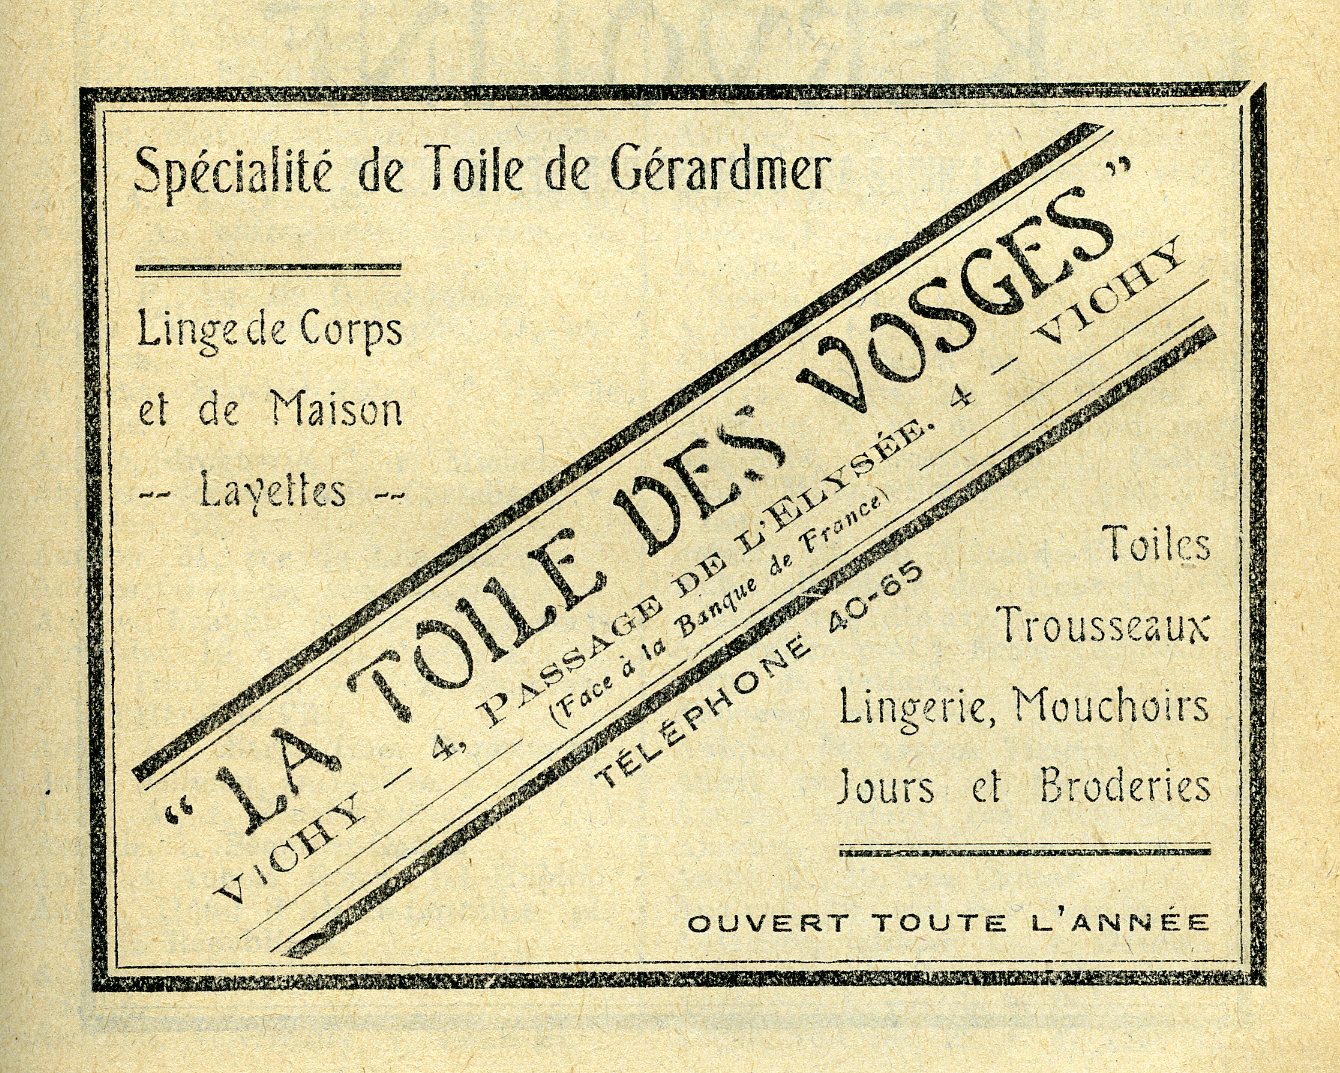 Spécialité de Toile de Gérardmer
Linge de Corps
et de Maison
-- Layettes --
“LA TOILE DES VOSGES”
VICHY — 4, PASSAGE DE L'ELYSÉE, 4 — VICHY
(Face à la Banque de France)
TÉLÉPHONE 40-65
Toiles
Trousseaux
Lingerie, Mouchoirs
Jours et Broderies
OUVERT TOUTE L'ANNÉE